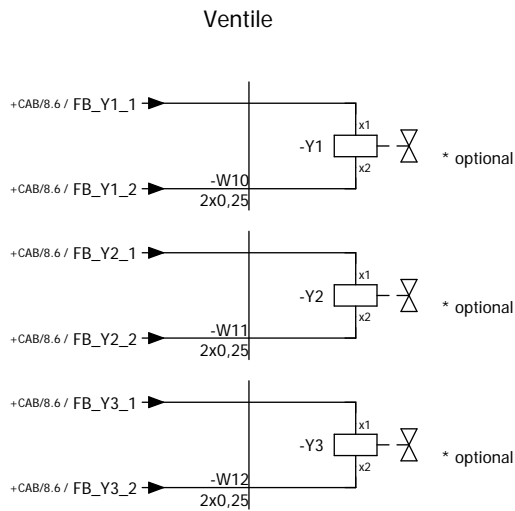 Ventile
+CAB/8.6 / FB_Y1_1
x1
-Y1
x2
* optional
+CAB/8.6 / FB_Y1_2
-W10
2x0,25
+CAB/8.6 / FB_Y2_1
x1
-Y2
x2
* optional
+CAB/8.6 / FB_Y2_2
-W11
2x0,25
+CAB/8.6 / FB_Y3_1
x1
-Y3
x2
* optional
+CAB/8.6 / FB_Y3_2
-W12
2x0,25